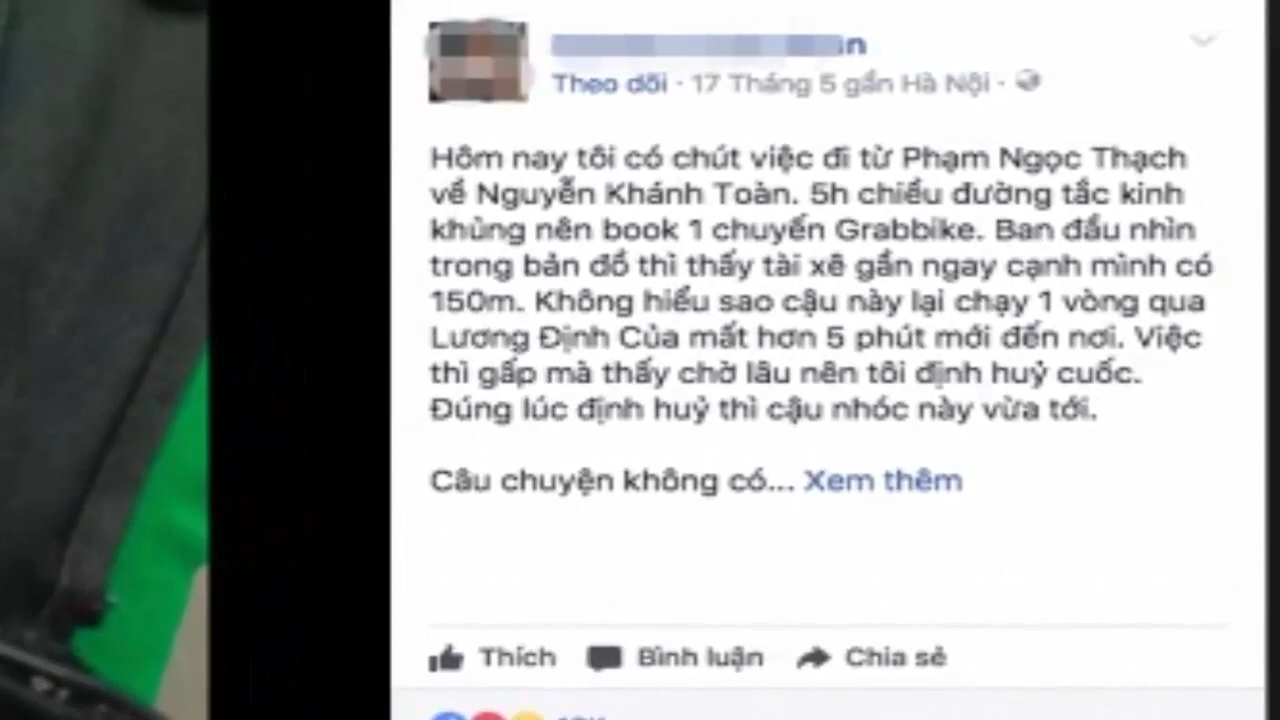 Theo dõi · 17 Tháng 5 gần Hà Nội ·
Hôm nay tôi có chút việc đi từ Phạm Ngọc Thạch
về Nguyễn Khánh Toàn. 5h chiều đường tắc kinh
khủng nên book 1 chuyến Grabbike. Ban đầu nhìn
trong bản đồ thì thấy tài xế gần ngay cạnh mình có
150m. Không hiểu sao cậu này lại chạy 1 vòng qua
Lương Định Của mất hơn 5 phút mới đến nơi. Việc
thì gấp mà thấy chờ lâu nên tôi định huỷ cuốc.
Đúng lúc định huỷ thì cậu nhóc này vừa tới.
Câu chuyện không có... Xem thêm
Thích Bình luận Chia sẻ